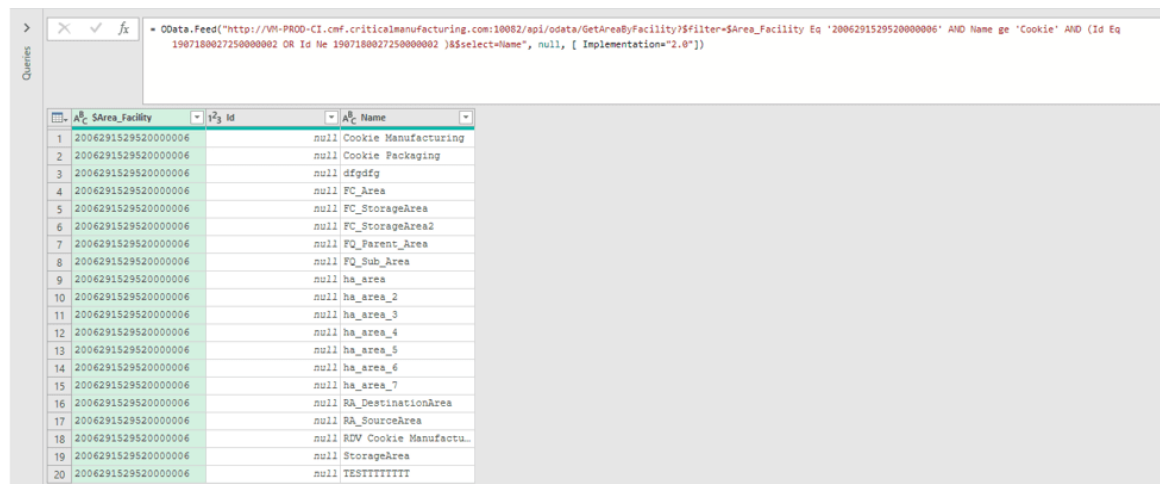 Queries
fx
= OData.Feed("http://VM-PROD-CI.cmf.criticalmanufacturing.com:10082/api/odata/GetAreaByFacility?$filter=$Area_Facility Eq '2006291529520000006' AND Name ge 'Cookie' AND (Id Eq
1907180027250000002 OR Id Ne 1907180027250000002 )&$select=Name", null, [ Implementation="2.0"])
ABC $Area_Facility 123 Id ABC Name
1 2006291529520000006 null Cookie Manufacturing
2 2006291529520000006 null Cookie Packaging
3 2006291529520000006 null dfgdfg
4 2006291529520000006 null FC_Area
5 2006291529520000006 null FC_StorageArea
6 2006291529520000006 null FC_StorageArea2
7 2006291529520000006 null FQ_Parent_Area
8 2006291529520000006 null FQ_Sub_Area
9 2006291529520000006 null ha_area
10 2006291529520000006 null ha_area_2
11 2006291529520000006 null ha_area_3
12 2006291529520000006 null ha_area_4
13 2006291529520000006 null ha_area_5
14 2006291529520000006 null ha_area_6
15 2006291529520000006 null ha_area_7
16 2006291529520000006 null RA_DestinationArea
17 2006291529520000006 null RA_SourceArea
18 2006291529520000006 null RDV Cookie Manufactu...
19 2006291529520000006 null StorageArea
20 2006291529520000006 null TESTTTTTTTT